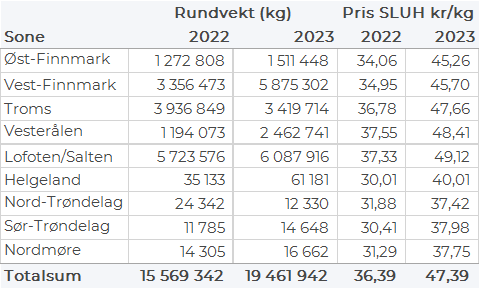 Rundvekt (kg) Pris SLUH kr/kg
Sone 2022 2023 2022 2023
Øst-Finnmark 1 272 808 1 511 448 34,06 45,26
Vest-Finnmark 3 356 473 5 875 302 34,95 45,70
Troms 3 936 849 3 419 714 36,78 47,66
Vesterålen 1 194 073 2 462 741 37,55 48,41
Lofoten/Salten 5 723 576 6 087 916 37,33 49,12
Helgeland 35 133 61 181 30,01 40,01
Nord-Trøndelag 24 342 12 330 31,88 37,42
Sør-Trøndelag 11 785 14 648 30,41 37,98
Nordmøre 14 305 16 662 31,29 37,75
Totalsum 15 569 342 19 461 942 36,39 47,39